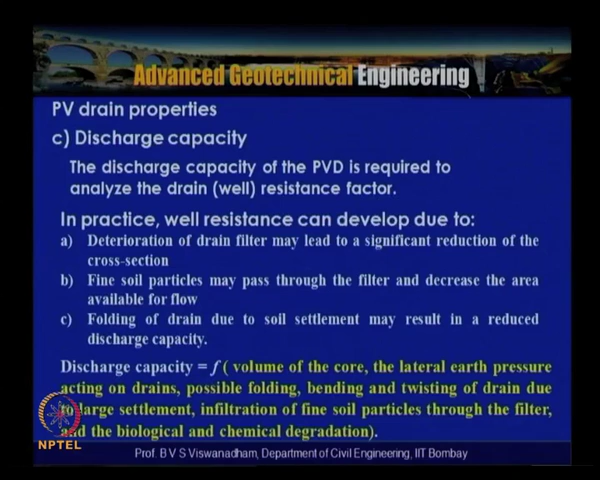 Advanced Geotechnical Engineering
PV drain properties
c) Discharge capacity
The discharge capacity of the PVD is required to
analyze the drain (well) resistance factor.
In practice, well resistance can develop due to:
a) Deterioration of drain filter may lead to a significant reduction of the
cross-section
b) Fine soil particles may pass through the filter and decrease the area
available for flow
c) Folding of drain due to soil settlement may result in a reduced
discharge capacity.
Discharge capacity = f ( volume of the core, the lateral earth pressure
acting on drains, possible folding, bending and twisting of drain due
to large settlement, infiltration of fine soil particles through the filter,
and the biological and chemical degradation).
NPTEL
Prof. B V S Viswanadham, Department of Civil Engineering, IIT Bombay